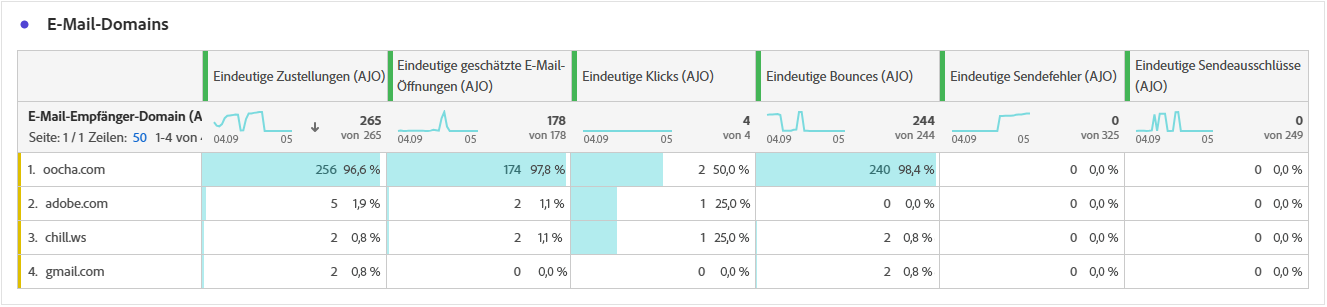 E-Mail-Domains
Eindeutige Zustellungen (AJO)
Eindeutige geschätzte E-Mail-
Öffnungen (AJO)
Eindeutige Klicks (AJO)
Eindeutige Bounces (AJO)
Eindeutige Sendefehler (AJO)
Eindeutige Sendeausschlüsse
(AJO)
E-Mail-Empfänger-Domain (A
Seite: 1 / 1 Zeilen: 50 1-4 von
04.09 05 265 von 265
04.09 05 178 von 178
04.09 05 4 von 4
04.09 05 244 von 244
04.09 05 0 von 325
04.09 05 0 von 249
1. oocha.com 256 96,6 % 174 97,8 % 2 50,0 % 240 98,4 % 0 0,0 % 0 0,0 %
2. adobe.com 5 1,9 % 2 1,1 % 1 25,0 % 0 0,0 % 0 0,0 % 0 0,0 %
3. chill.ws 2 0,8 % 2 1,1 % 1 25,0 % 2 0,8 % 0 0,0 % 0 0,0 %
4. gmail.com 2 0,8 % 0 0,0 % 0 0,0 % 2 0,8 % 0 0,0 % 0 0,0 %